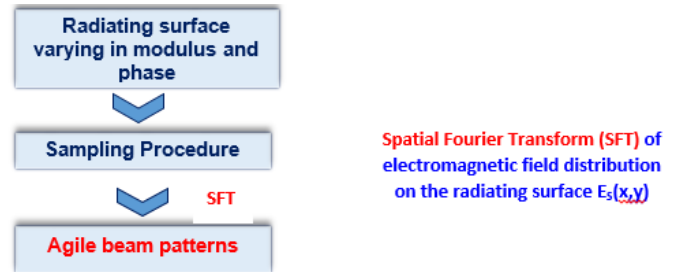 Radiating surface
varying in modulus and
phase
Sampling Procedure
SFT
Agile beam patterns
Spatial Fourier Transform (SFT) of
electromagnetic field distribution
on the radiating surface Eₛ(x,y)